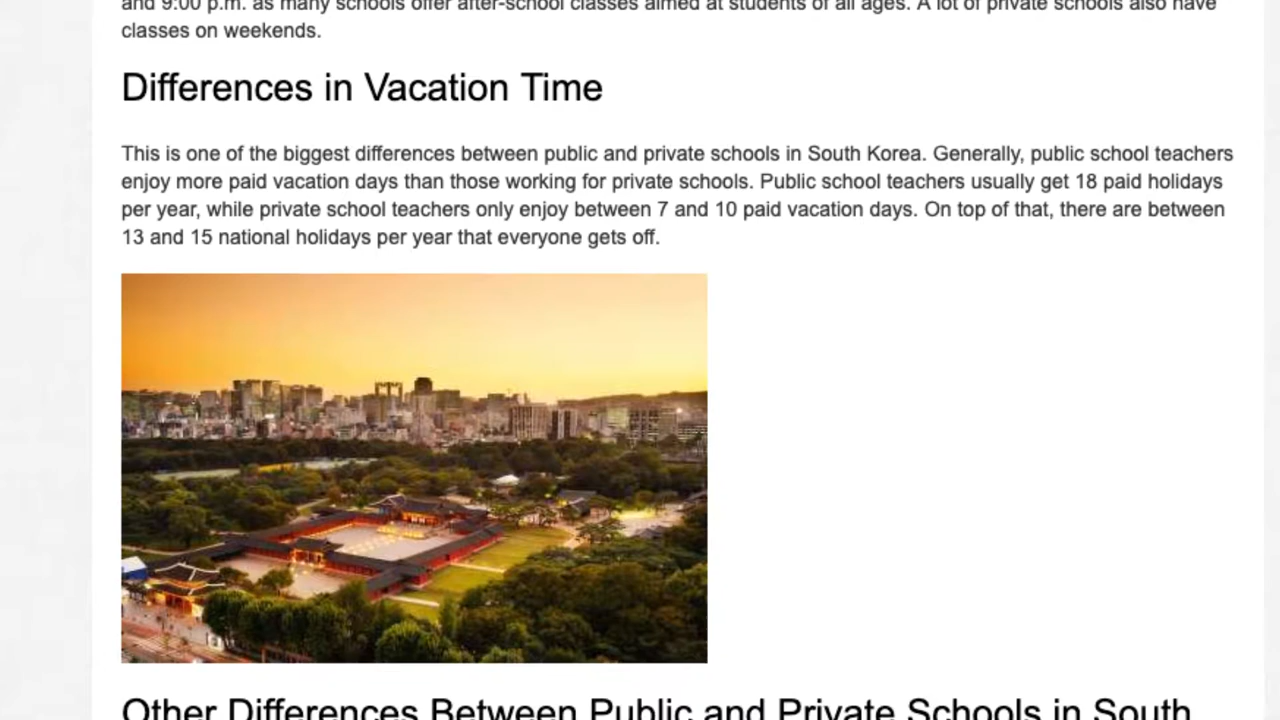 and 9:00 p.m. as many schools offer after-school classes aimed at students of all ages. A lot of private schools also have
classes on weekends.
Differences in Vacation Time
This is one of the biggest differences between public and private schools in South Korea. Generally, public school teachers
enjoy more paid vacation days than those working for private schools. Public school teachers usually get 18 paid holidays
per year, while private school teachers only enjoy between 7 and 10 paid vacation days. On top of that, there are between
13 and 15 national holidays per year that everyone gets off.
Other Differences Between Public and Private Schools in South